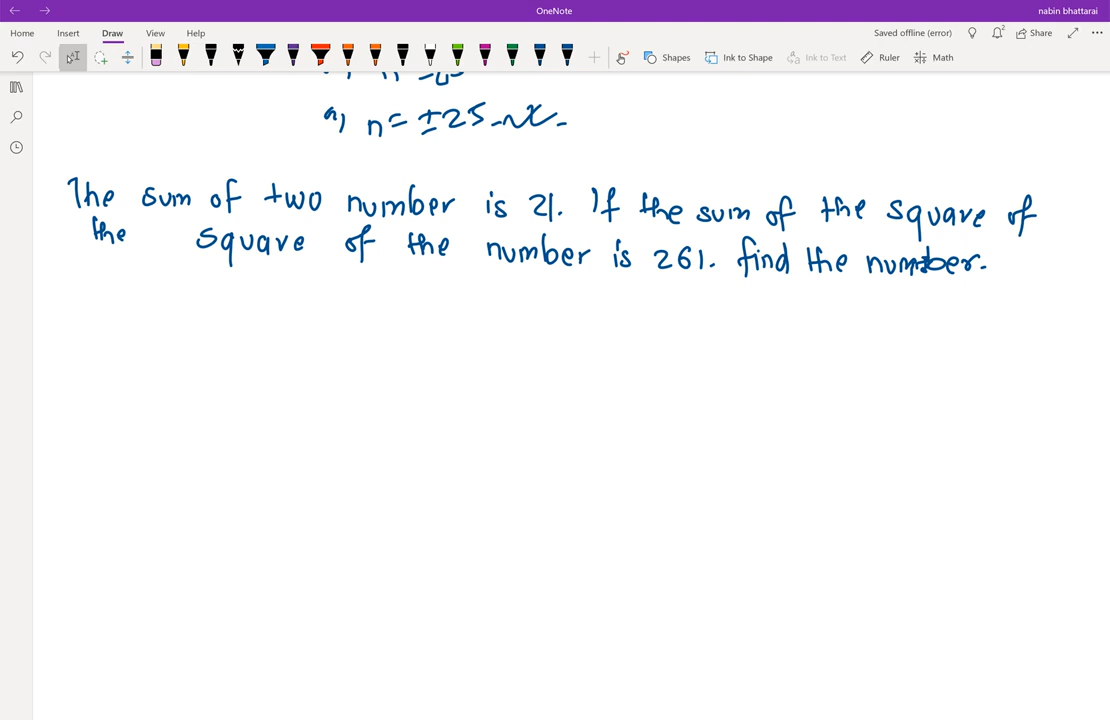 OneNote
nabin bhattarai
Home Insert Draw View Help
Saved offline (error)
2
Share
Shapes Ink to Shape Ink to Text Ruler Math
n = ±25
The sum of two number is 21. If the sum of the square of
the square of the number is 261. find the number.